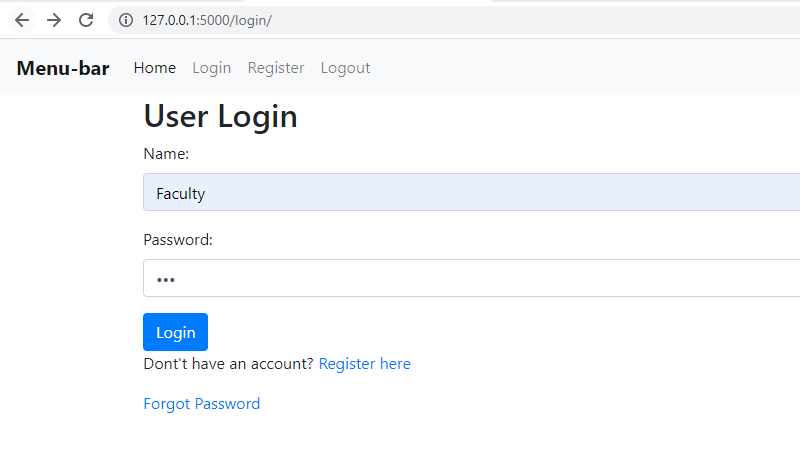 127.0.0.1:5000/login/
Menu-bar Home Login Register Logout
User Login
Name:
Faculty
Password:
•••
Login
Dont't have an account? Register here
Forgot Password